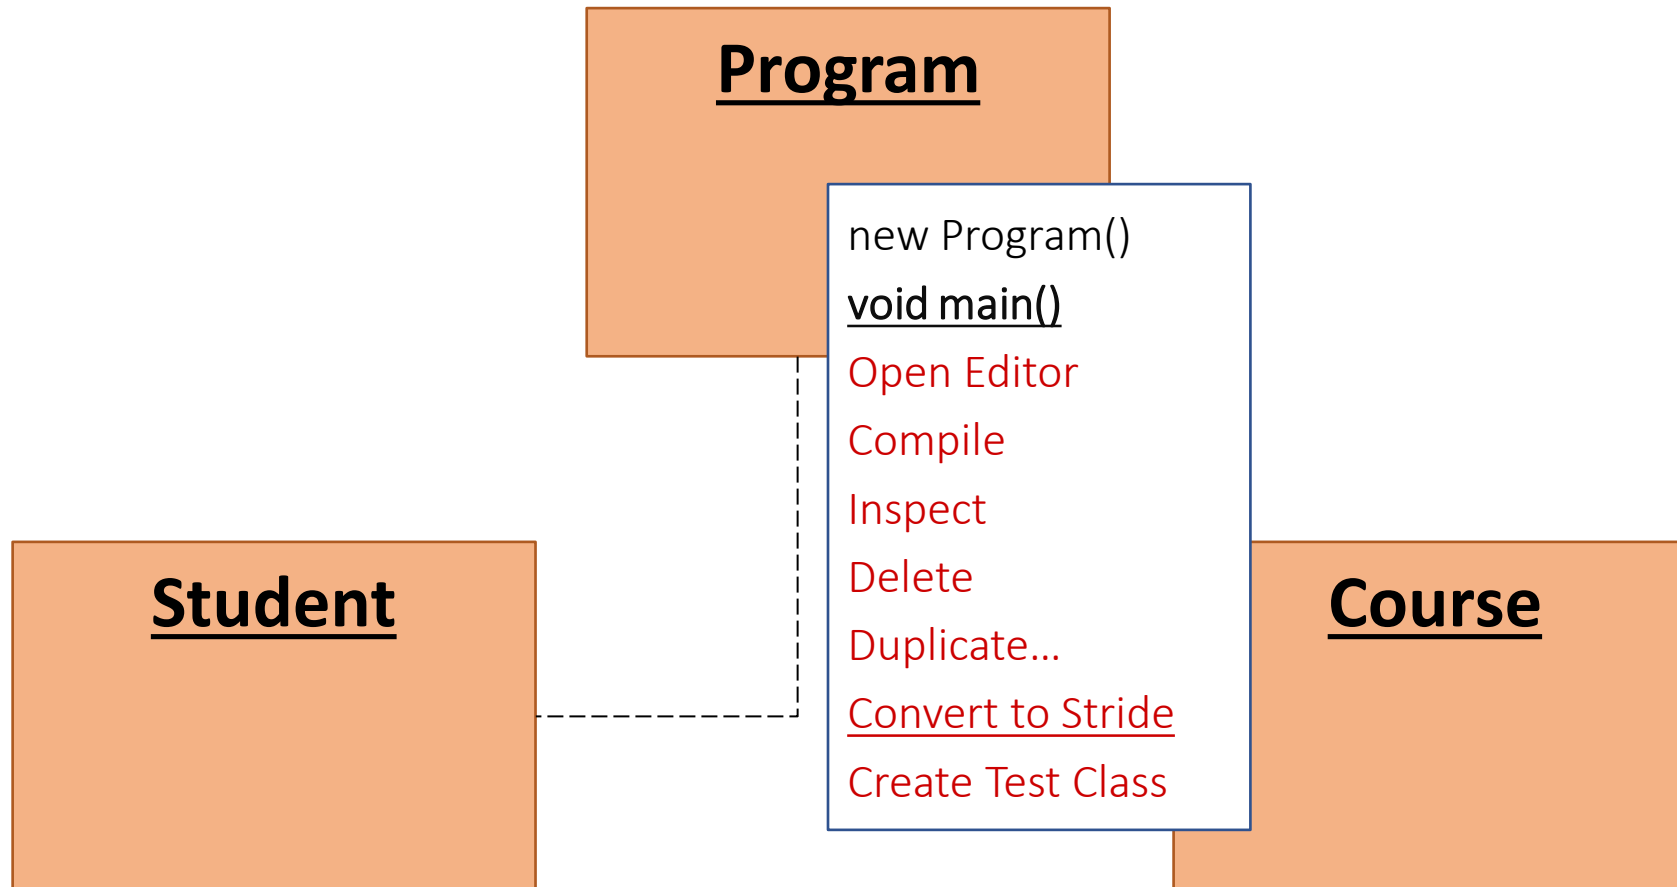 Program
new Program()
void main()
Open Editor
Compile
Inspect
Delete
Duplicate...
Convert to Stride
Create Test Class
Student
Course